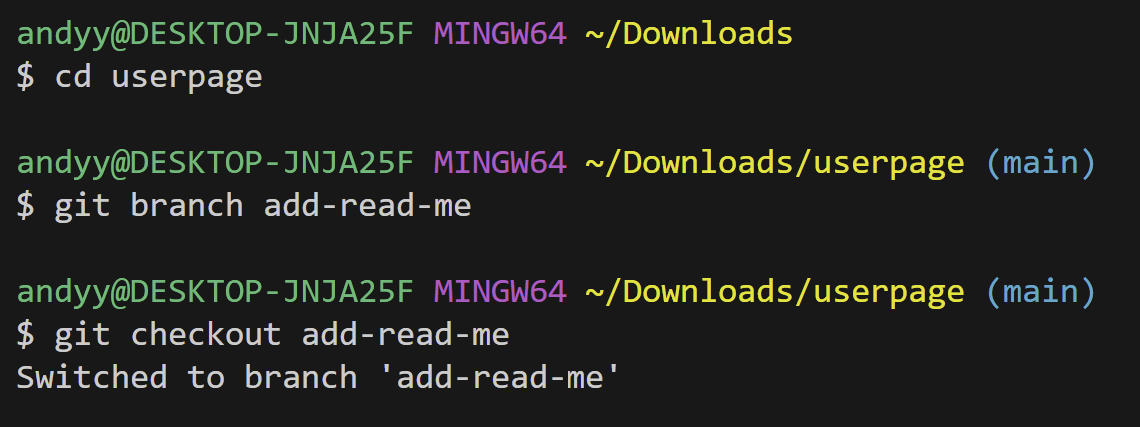 andyy@DESKTOP-JNJA25F MINGW64 ~/Downloads
$ cd userpage
andyy@DESKTOP-JNJA25F MINGW64 ~/Downloads/userpage (main)
$ git branch add-read-me
andyy@DESKTOP-JNJA25F MINGW64 ~/Downloads/userpage (main)
$ git checkout add-read-me
Switched to branch 'add-read-me'